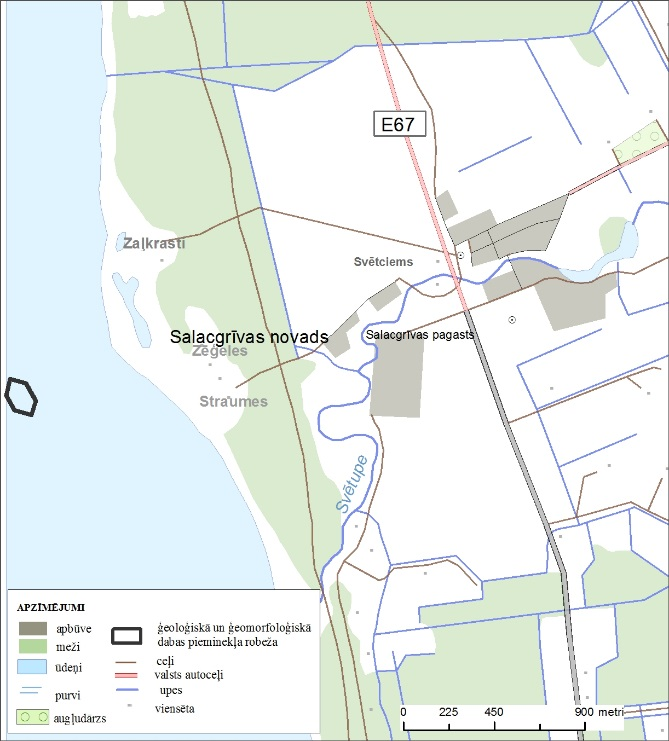 E67
Zaļkrasti
Svētciems
Salacgrīvas novads
Salacgrīvas pagasts
Zēģeles
Straumes
Svētupe
APZĪMĒJUMI
apbūve
meži
ūdeņi
purvi
augļudarzs
ģeoloģiskā un ģeomorfoloģiskā
dabas pieminekļa robeža
ceļi
valsts autoceļi
upes
viensēta
0 225 450 900 metri